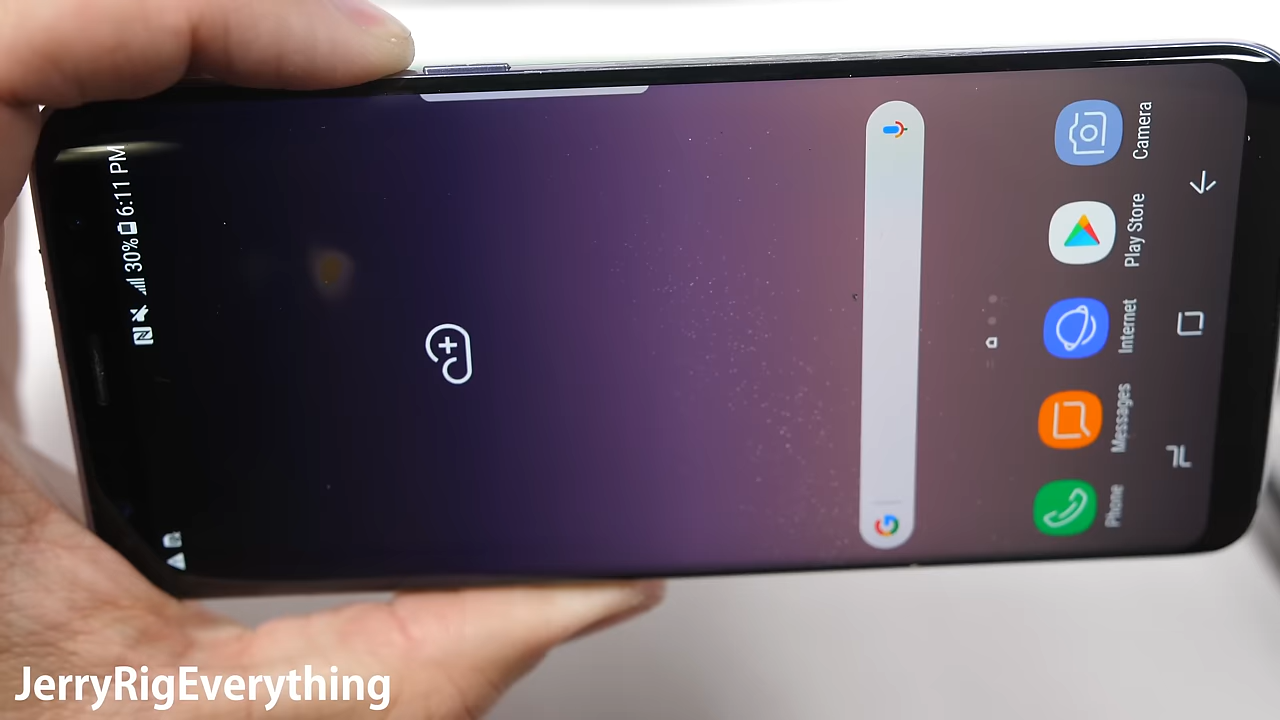 30% 6:11 PM
Phone
Messages
Internet
Play Store
Camera
JerryRigEverything